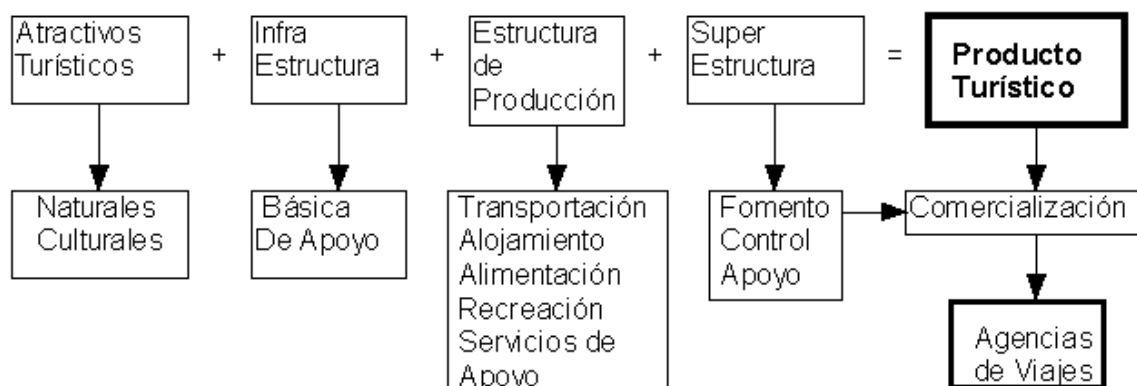 Atractivos
Turísticos
+
Infra
Estructura
+
Estructura
de
Producción
+
Super
Estructura
=
Producto
Turístico
Naturales
Culturales
Básica
De Apoyo
Transportación
Alojamiento
Alimentación
Recreación
Servicios de
Apoyo
Fomento
Control
Apoyo
Comercialización
Agencias
de Viajes